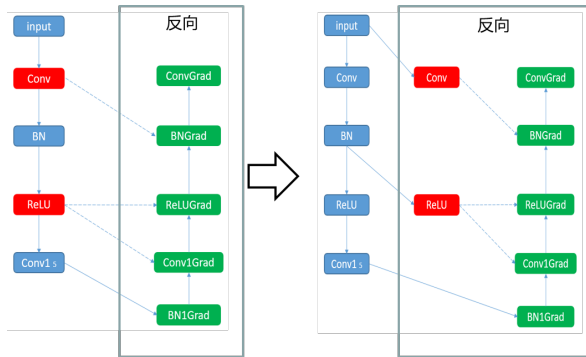 反向
input
Conv
ConvGrad
BN
BNGrad
ReLU
ReLUGrad
Conv1 s
Conv1Grad
BN1Grad
反向
input
Conv
Conv
ConvGrad
BN
BNGrad
ReLU
ReLU
ReLUGrad
Conv1 s
Conv1Grad
BN1Grad